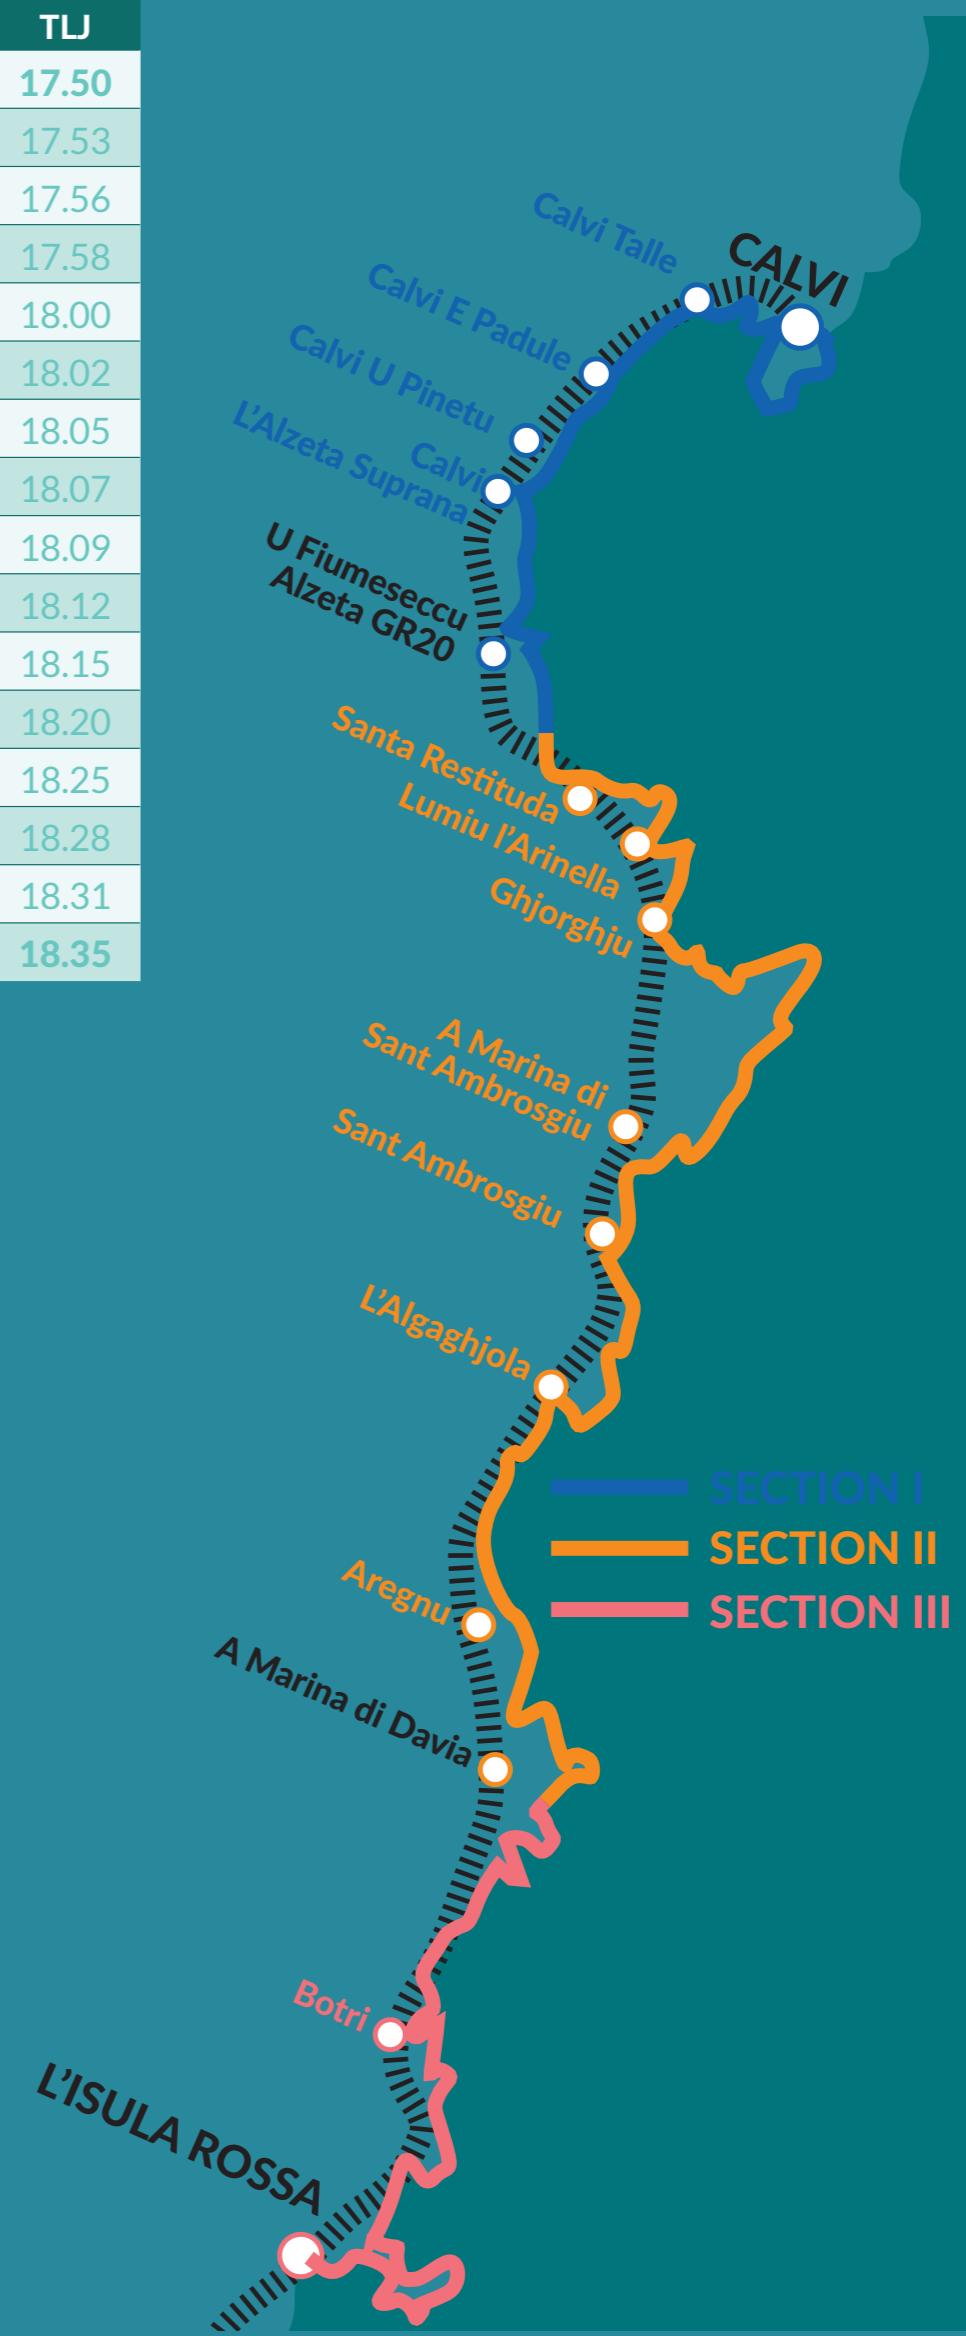 TLJ
17.50
17.53
17.56
17.58
18.00
18.02
18.05
18.07
18.09
18.12
18.15
18.20
18.25
18.28
18.31
18.35
CALVI
Calvi Talle
Calvi E Padule
Calvi U Pinetu
Calvi
L'Alzeta Suprana
U Fiumeseccu
Alzeta GR20
Santa Restituda
Lumiu l'Arinella
Ghjorghju
A Marina di
Sant Ambrosgiu
Sant Ambrosgiu
L'Algaghjola
SECTION I
SECTION II
SECTION III
Aregnu
A Marina di Davia
Botri
L'ISULA ROSSA